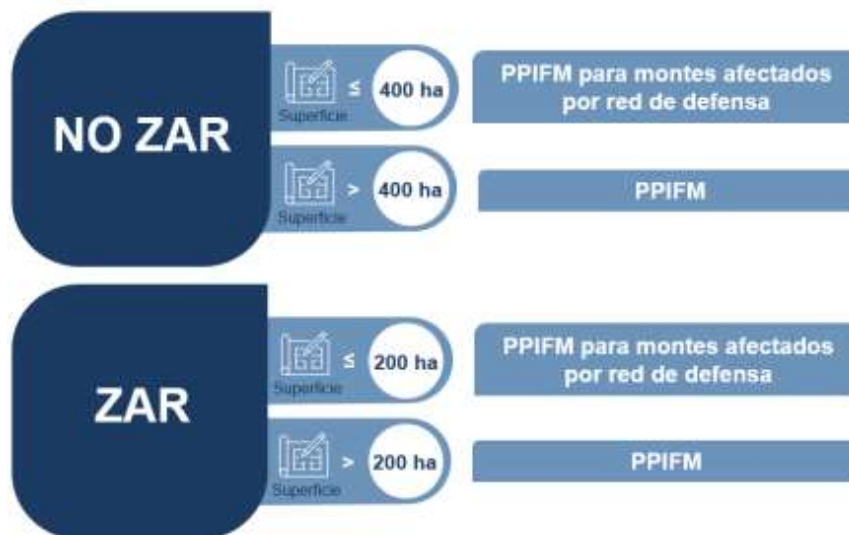 NO ZAR
Superficie
≤
400 ha
PPIFM para montes afectados
por red de defensa
Superficie
>
400 ha
PPIFM
ZAR
Superficie
≤
200 ha
PPIFM para montes afectados
por red de defensa
Superficie
>
200 ha
PPIFM